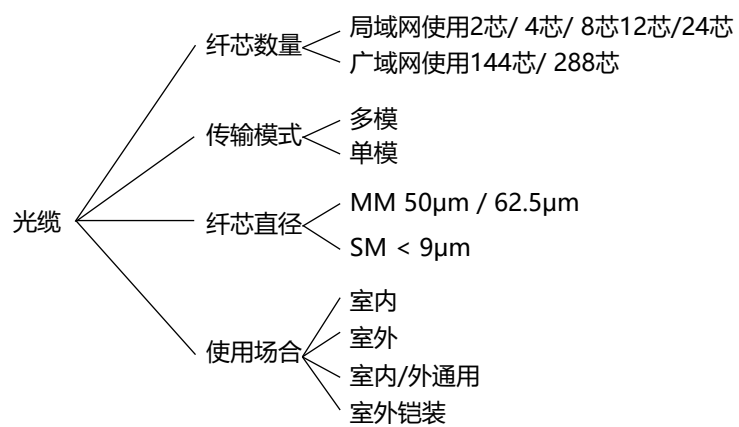 局域网使用2芯/ 4芯/ 8芯12芯/24芯
纤芯数量
广域网使用144芯/ 288芯
多模
传输模式
单模
MM 50μm / 62.5μm
光缆
纤芯直径
SM < 9μm
室内
室外
使用场合
室内/外通用
室外铠装